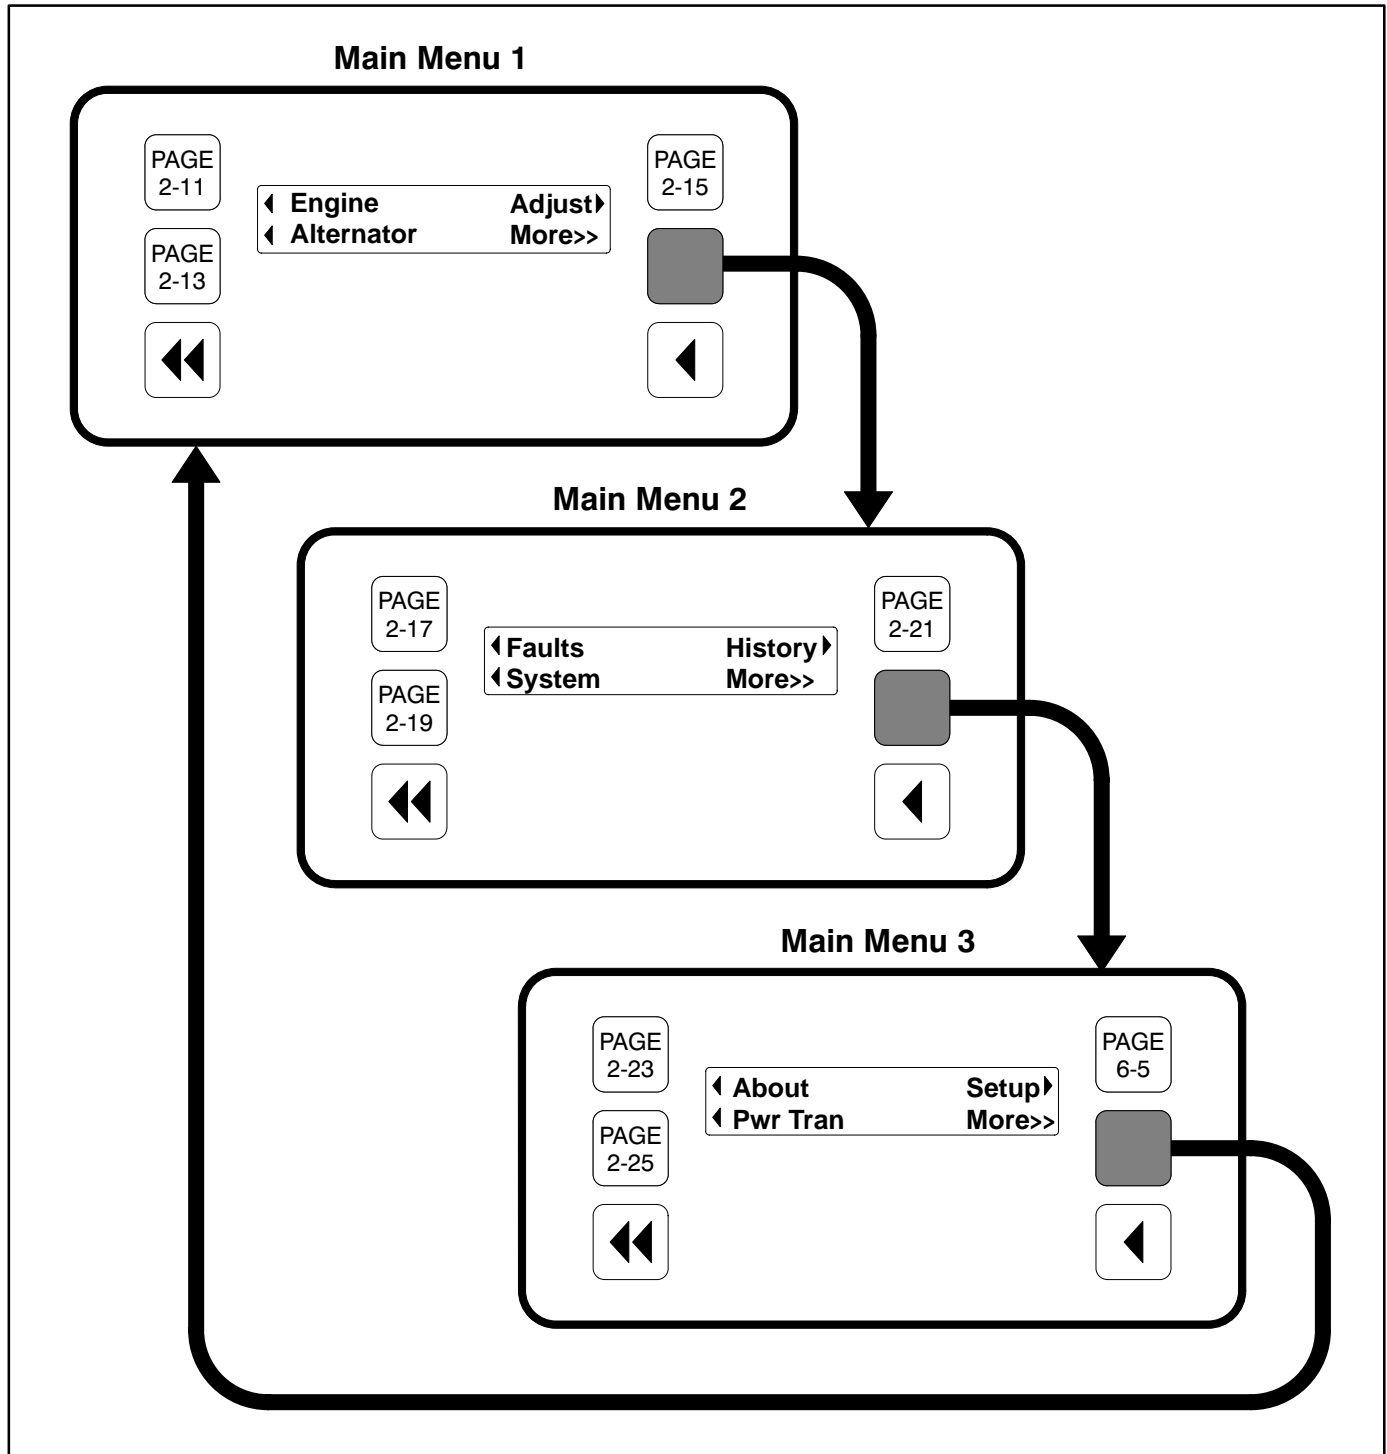 Main Menu 1
PAGE
2-11
PAGE
2-15
Engine Adjust
Alternator More>>
PAGE
2-13
Main Menu 2
PAGE
2-17
PAGE
2-21
Faults History
System More>>
PAGE
2-19
Main Menu 3
PAGE
2-23
PAGE
6-5
About Setup
Pwr Tran More>>
PAGE
2-25